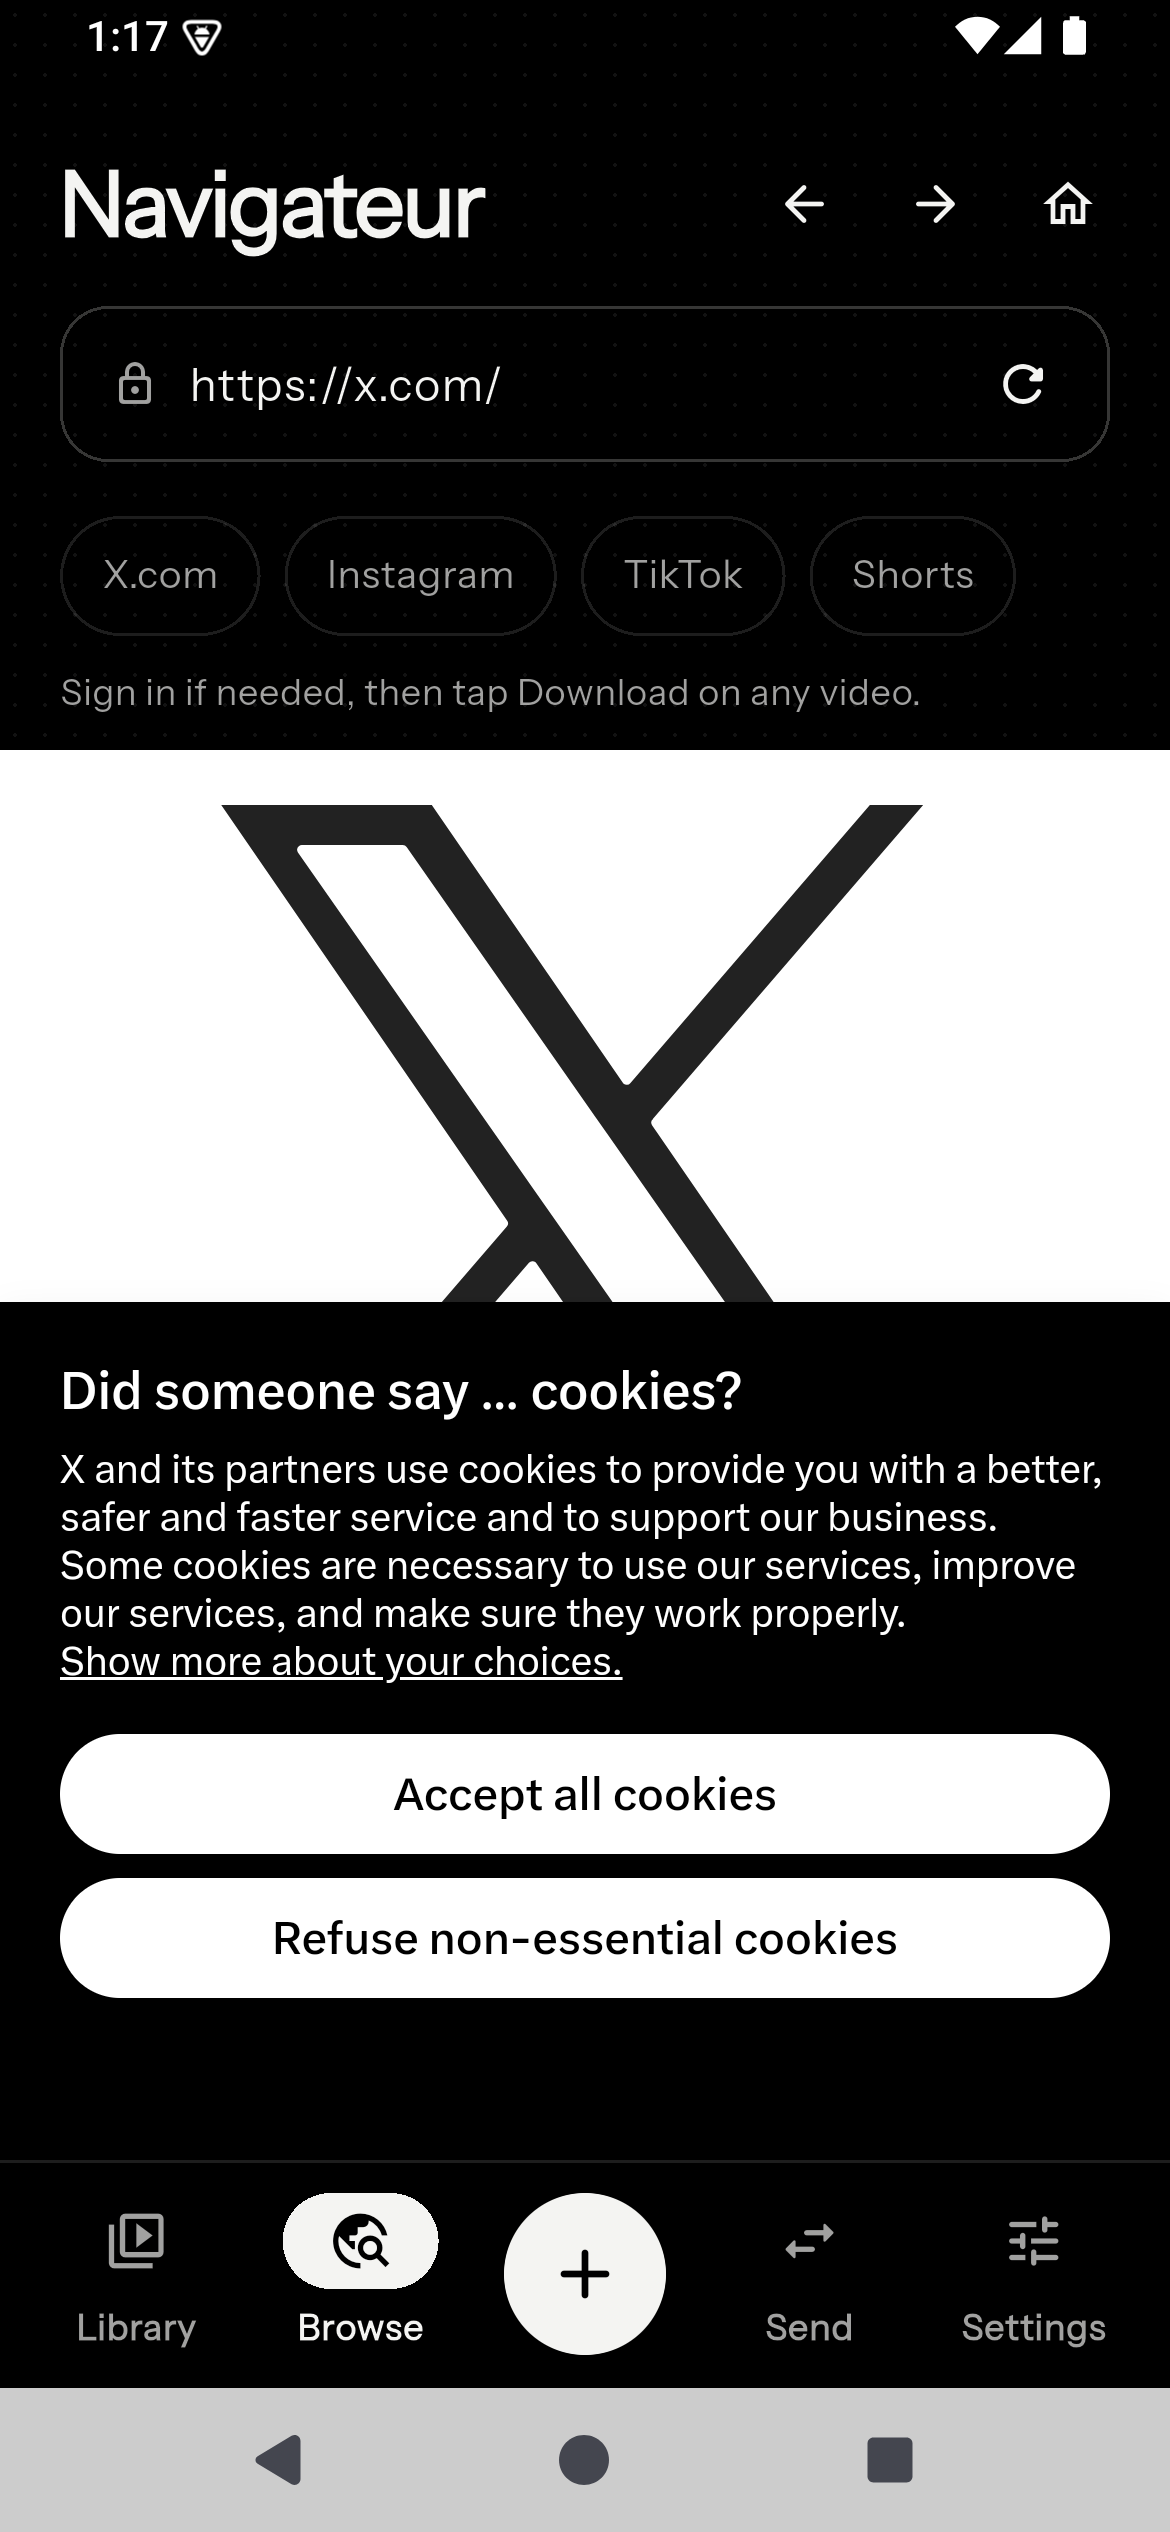 1:17
Navigateur
https://x.com/
X.com
Instagram
TikTok
Shorts
Sign in if needed, then tap Download on any video.
Did someone say … cookies?
X and its partners use cookies to provide you with a better,
safer and faster service and to support our business.
Some cookies are necessary to use our services, improve
our services, and make sure they work properly.
Show more about your choices.
Accept all cookies
Refuse non-essential cookies
Library
Browse
Send
Settings